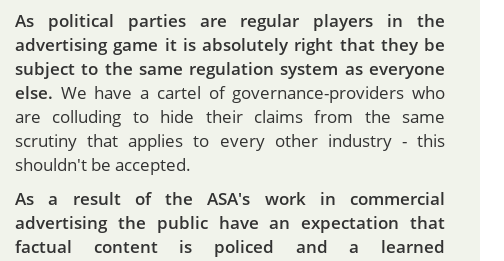 As political parties are regular players in the
advertising game it is absolutely right that they be
subject to the same regulation system as everyone
else. We have a cartel of governance-providers who
are colluding to hide their claims from the same
scrutiny that applies to every other industry - this
shouldn't be accepted.
As a result of the ASA's work in commercial
advertising the public have an expectation that
factual content is policed and a learned